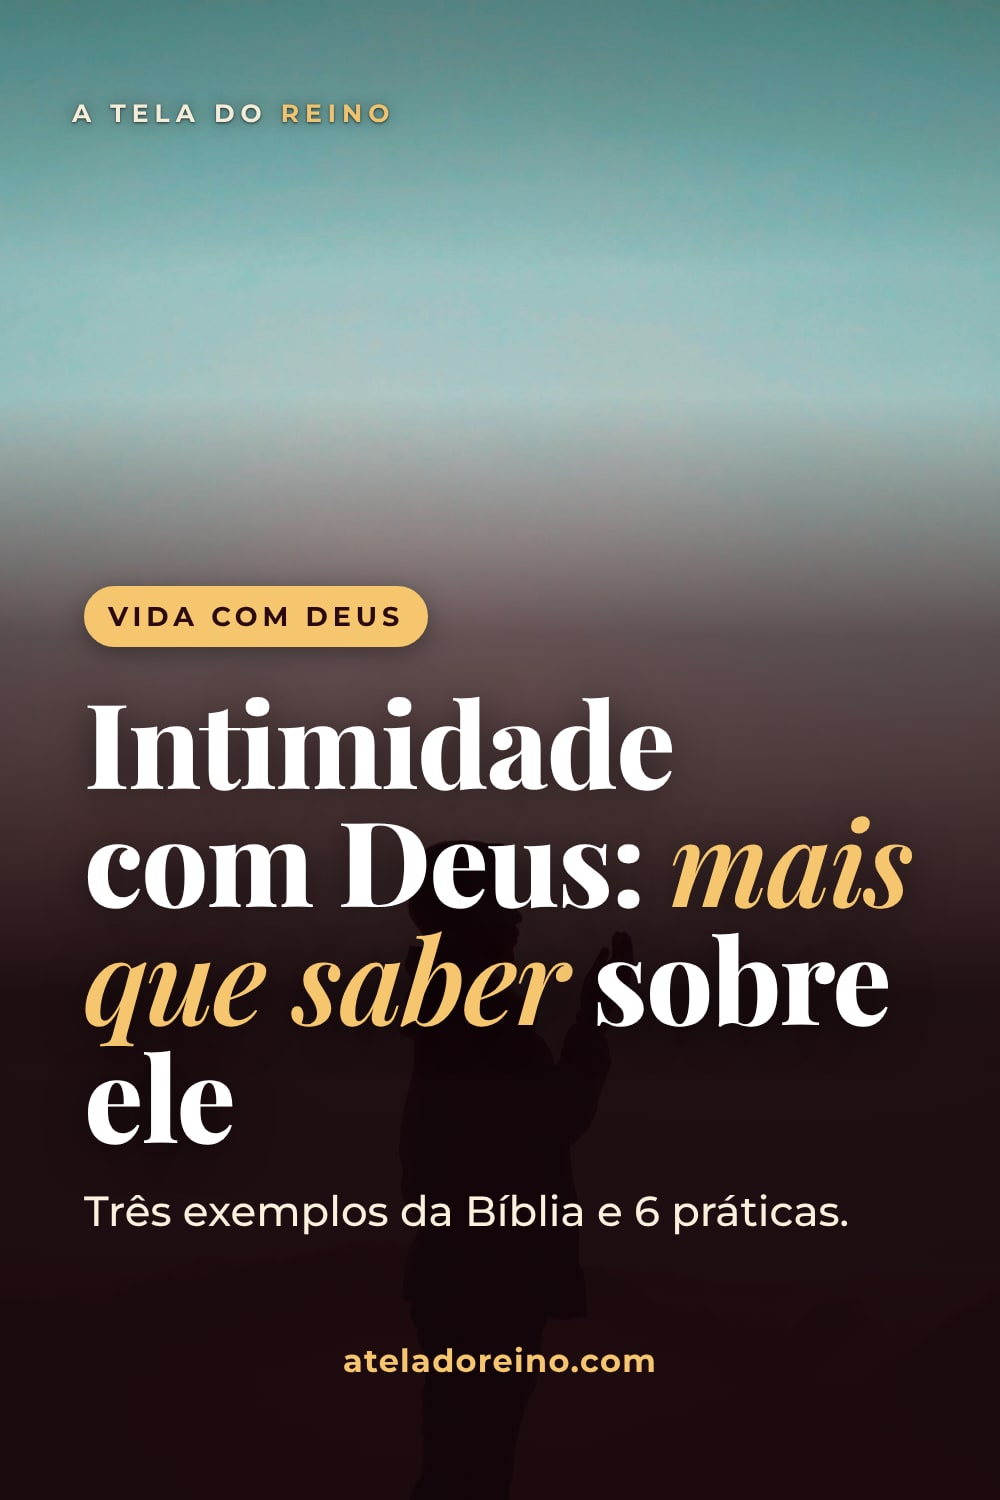 A TELA DO REINO
VIDA COM DEUS
Intimidade
com Deus: mais
que saber sobre
ele
Três exemplos da Bíblia e 6 práticas.
ateladoreino.com